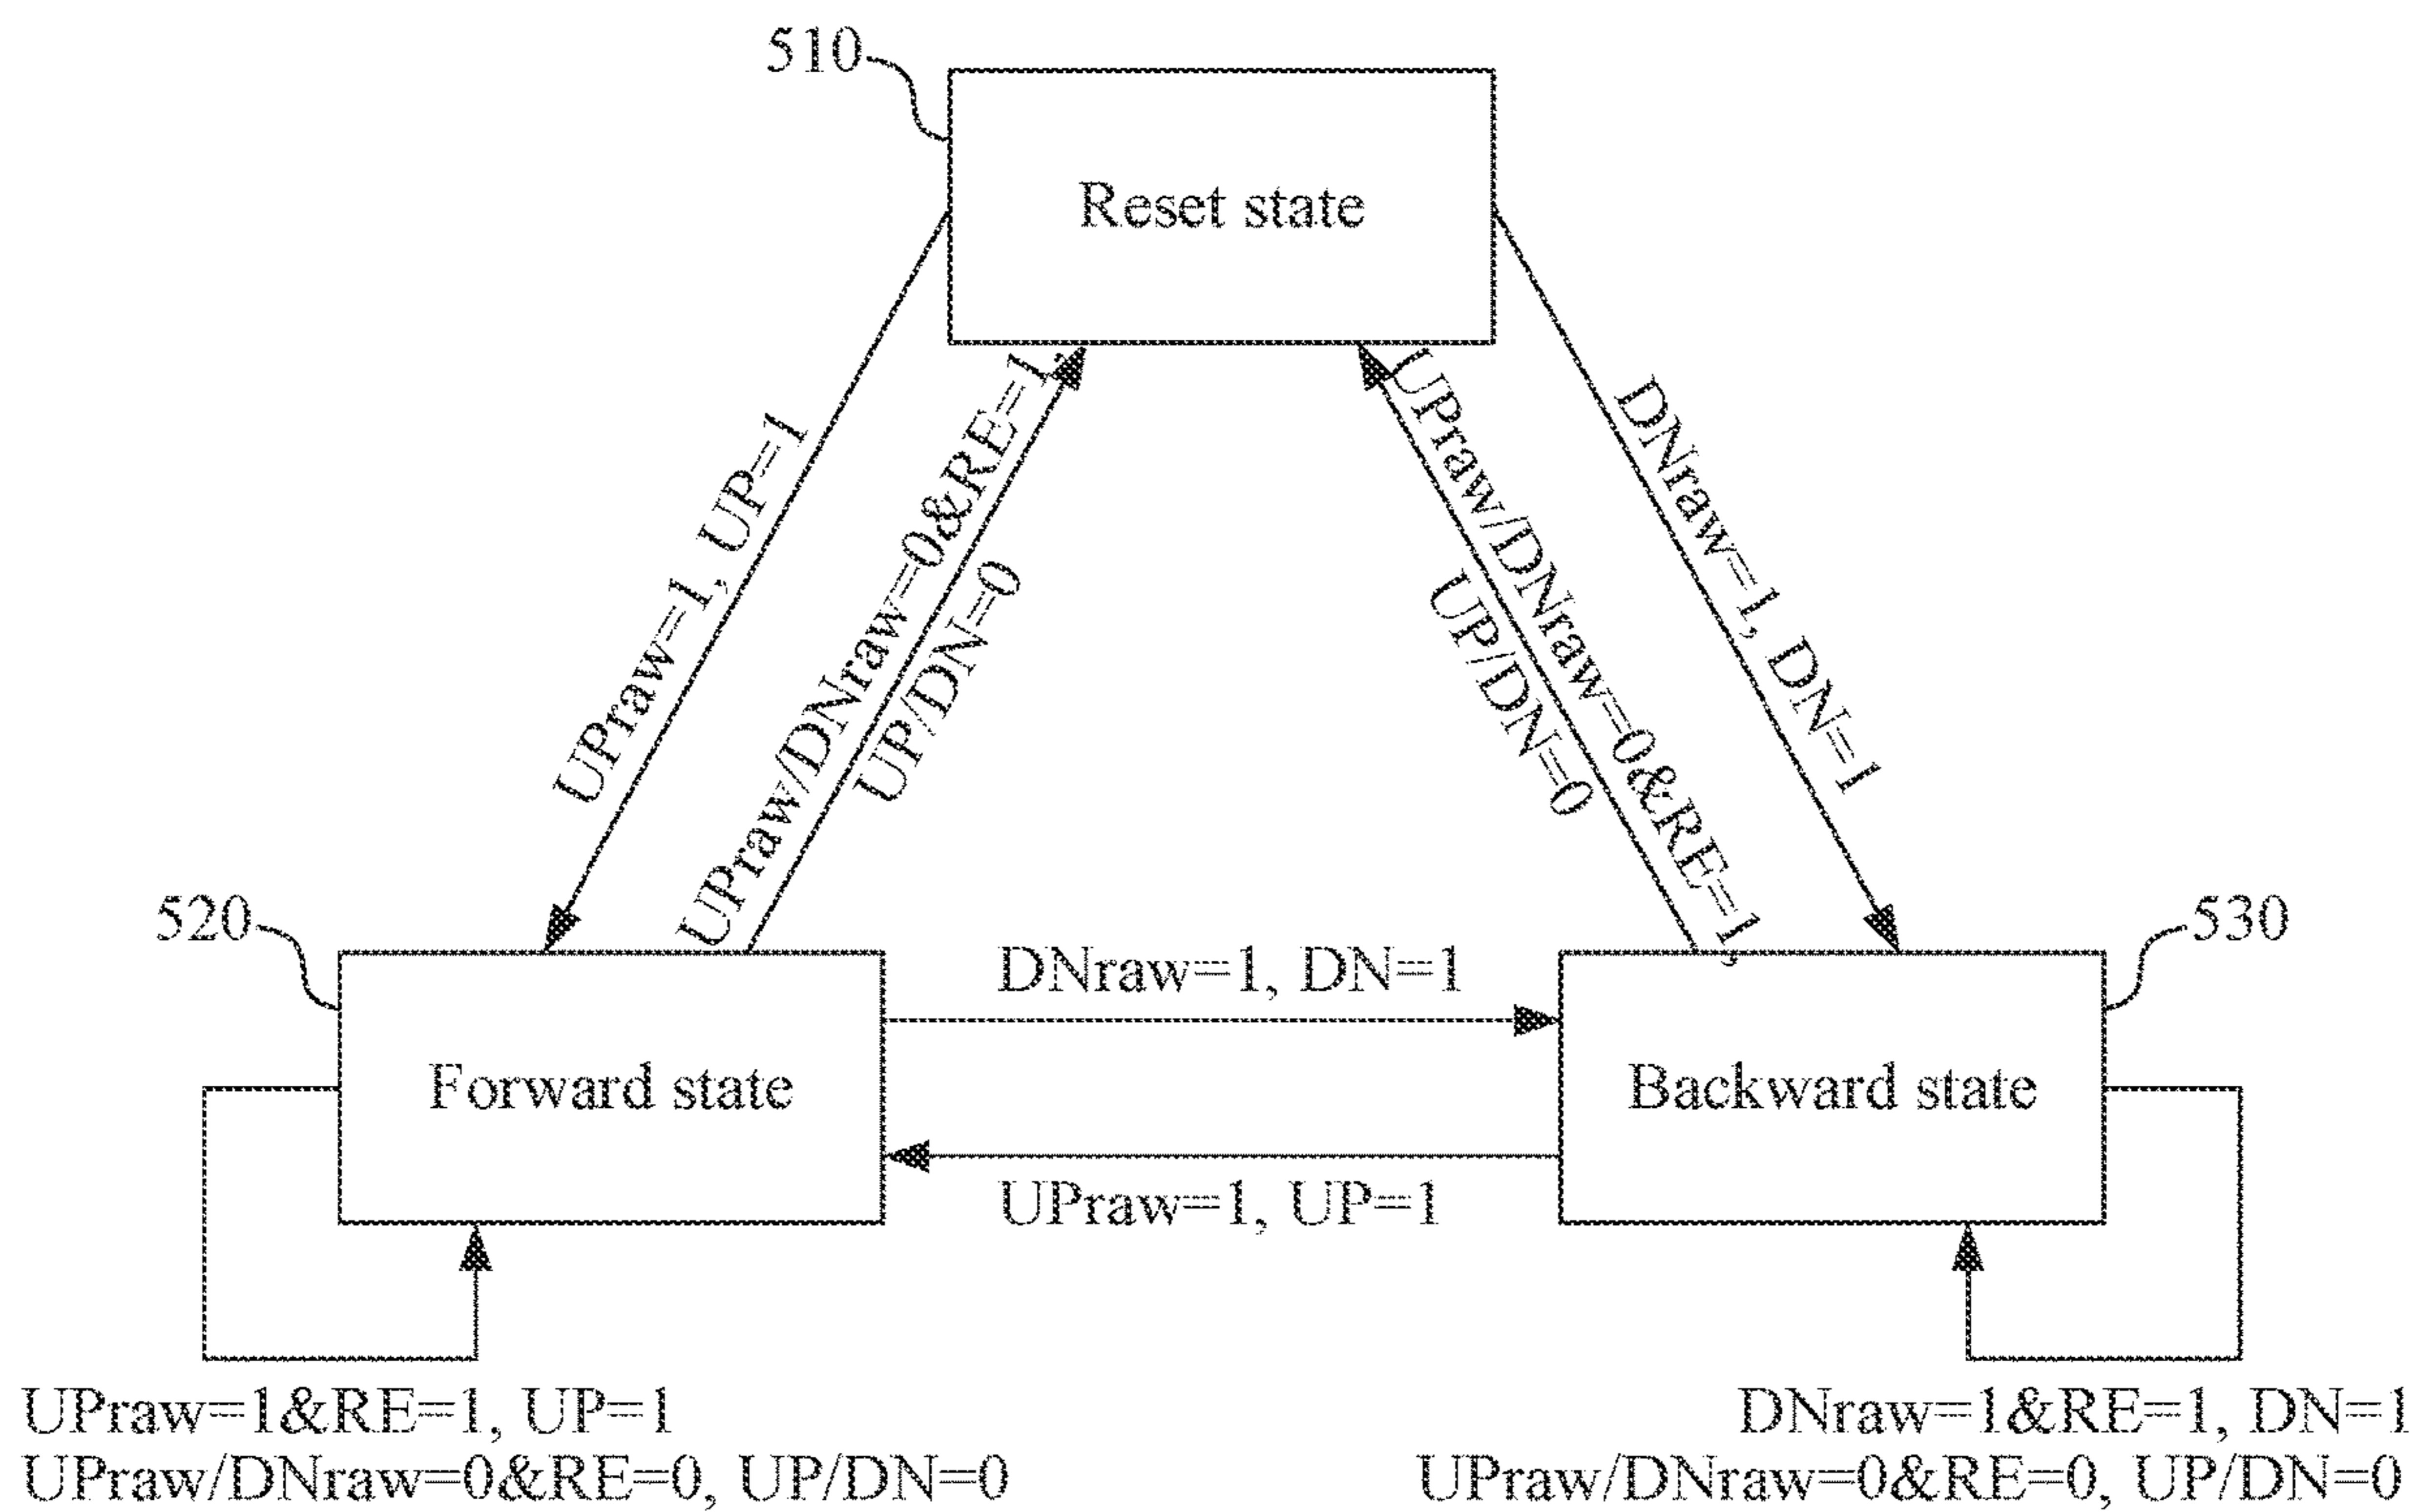 510
Reset state
UPraw=1, UP=1
UPraw/DNraw=0&RE=1,
UP/DN=0
UPraw/DNraw=0&RE=1,
UP/DN=0
DNraw=1, DN=1
520
530
DNraw=1, DN=1
Forward state
Backward state
UPraw=1, UP=1
UPraw=1&RE=1, UP=1
UPraw/DNraw=0&RE=0, UP/DN=0
DNraw=1&RE=1, DN=1
UPraw/DNraw=0&RE=0, UP/DN=0